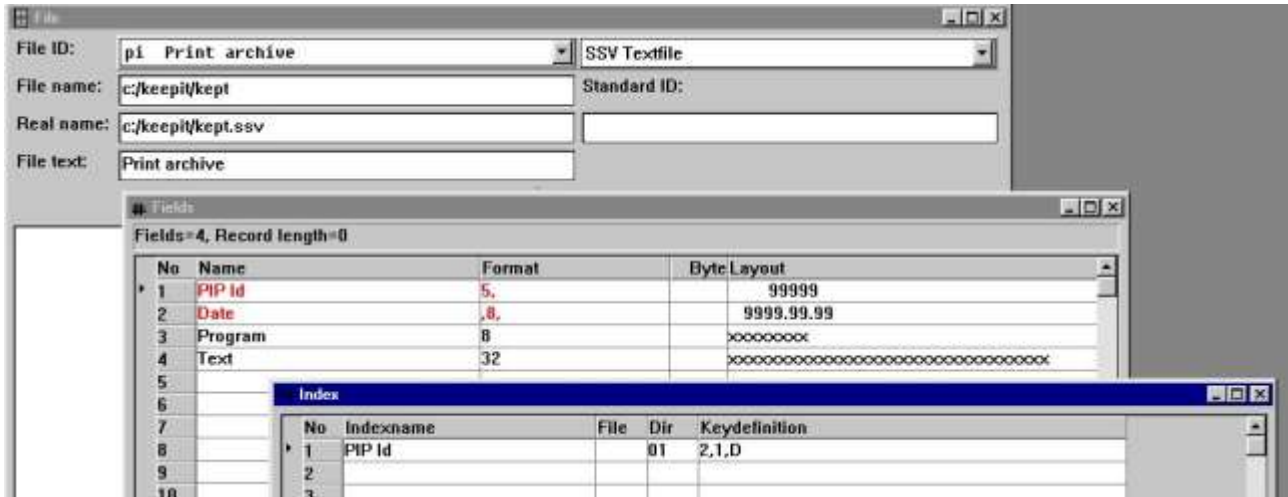 File
File ID: pi Print archive SSV Textfile
File name: c:/keepit/kept Standard ID:
Real name: c:/keepit/kept.ssv
File text: Print archive
Fields
Fields=4, Record length=0
No Name Format Byte Layout
1 PIP Id 5, 99999
2 Date ,8, 9999.99.99
3 Program 8 xxxxxxxx
4 Text 32 xxxxxxxxxxxxxxxxxxxxxxxxxxxxxxxx
5
6
7
8
9
10
Index
No Indexname File Dir Keydefinition
1 PIP Id 01 2,1,D
2
3